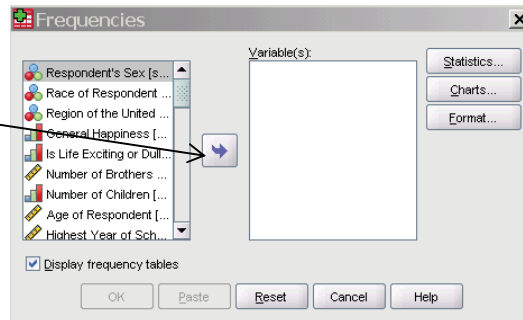 Frequencies
Variable(s):
Respondent's Sex [s...
Race of Respondent ...
Region of the United ...
General Happiness [...
Is Life Exciting or Dull...
Number of Brothers ...
Number of Children [...
Age of Respondent [...
Highest Year of Sch...
Statistics...
Charts...
Format...
Display frequency tables
OK
Paste
Reset
Cancel
Help